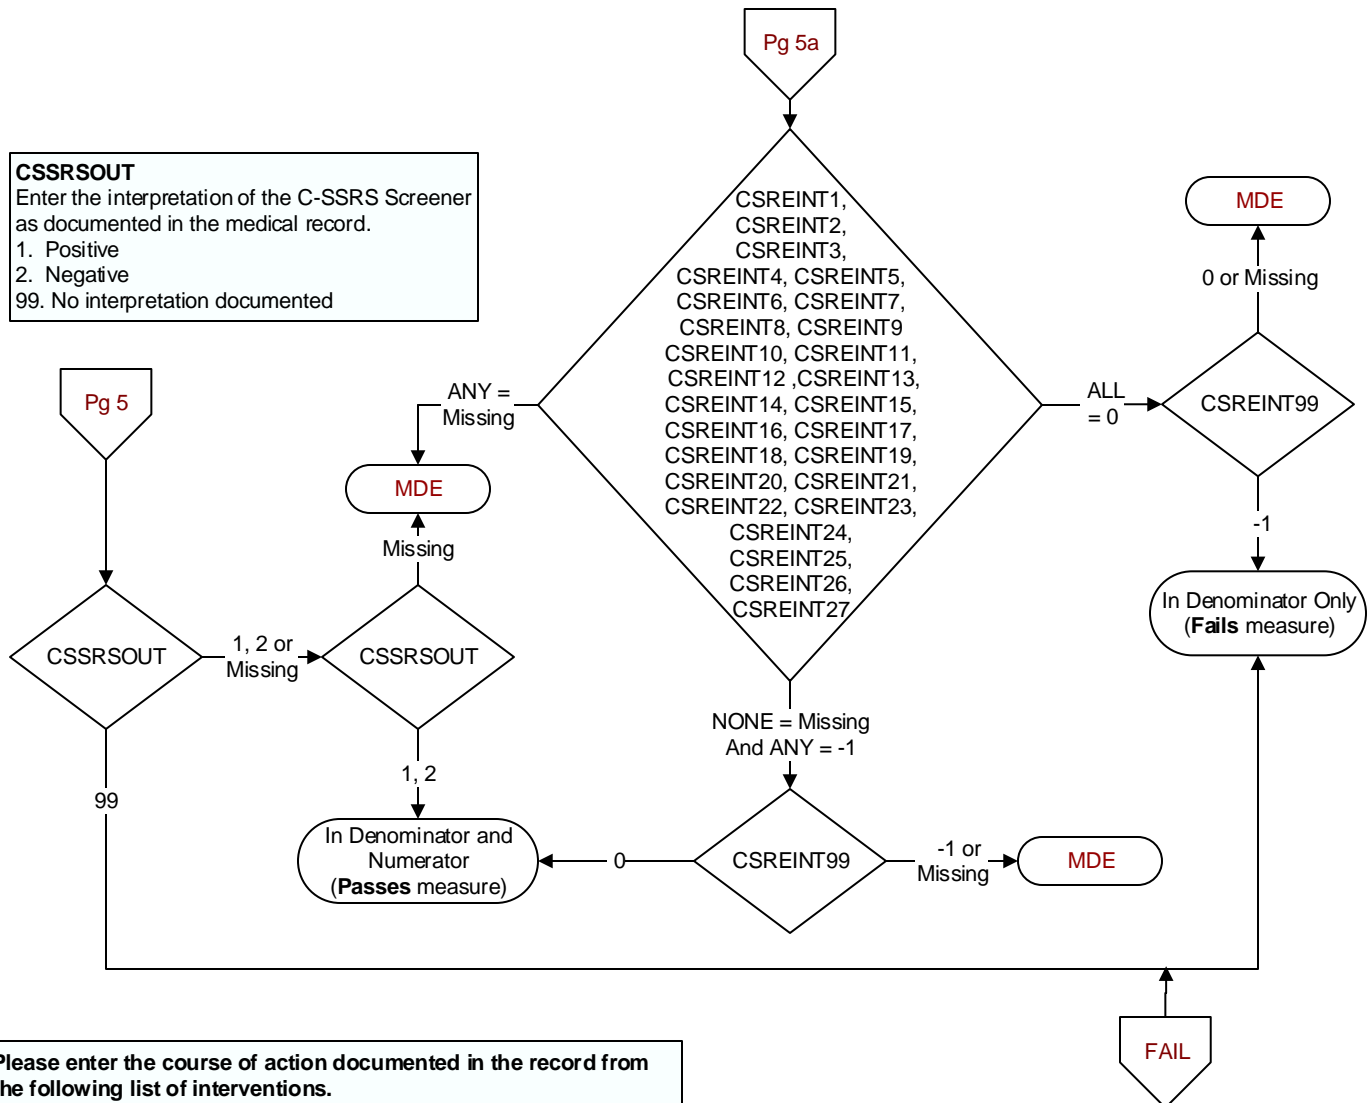 Pg 5a
CSSRSOUT
Enter the interpretation of the C-SSRS Screener
as documented in the medical record.
1. Positive
2. Negative
99. No interpretation documented
CSREINT1,
CSREINT2,
CSREINT3,
CSREINT4, CSREINT5,
CSREINT6, CSREINT7,
CSREINT8, CSREINT9
CSREINT10, CSREINT11,
CSREINT12 ,CSREINT13,
CSREINT14, CSREINT15,
CSREINT16, CSREINT17,
CSREINT18, CSREINT19,
CSREINT20, CSREINT21,
CSREINT22, CSREINT23,
CSREINT24,
CSREINT25,
CSREINT26,
CSREINT27
MDE
0 or Missing
CSREINT99
ALL
= 0
-1
In Denominator Only
(Fails measure)
Pg 5
ANY =
Missing
MDE
Missing
CSSRSOUT
1, 2 or
Missing
CSSRSOUT
99
1, 2
In Denominator and
Numerator
(Passes measure)
NONE = Missing
And ANY = -1
0
CSREINT99
-1 or
Missing
MDE
FAIL
Please enter the course of action documented in the record from
the following list of interventions.